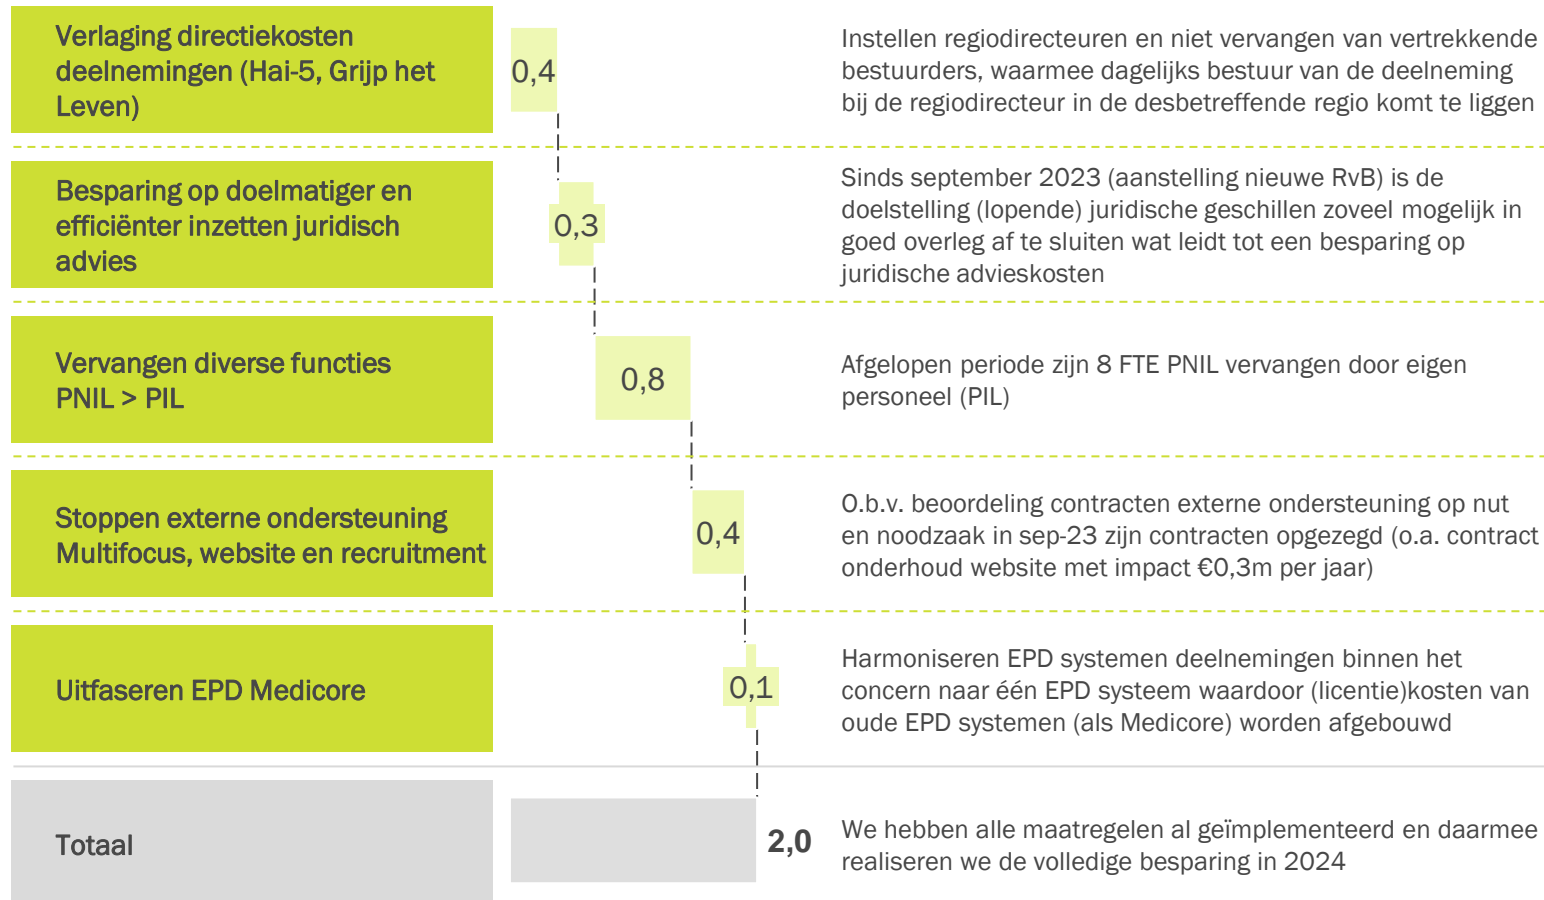 Verlaging directiekosten
deelnemingen (Hai-5, Grijp het
Leven)
0,4
Instellen regiodirecteuren en niet vervangen van vertrekkende
bestuurders, waarmee dagelijks bestuur van de deelneming
bij de regiodirecteur in de desbetreffende regio komt te liggen
Besparing op doelmatiger en
efficiënter inzetten juridisch
advies
0,3
Sinds september 2023 (aanstelling nieuwe RvB) is de
doelstelling (lopende) juridische geschillen zoveel mogelijk in
goed overleg af te sluiten wat leidt tot een besparing op
juridische advieskosten
Vervangen diverse functies
PNIL > PIL
0,8
Afgelopen periode zijn 8 FTE PNIL vervangen door eigen
personeel (PIL)
Stoppen externe ondersteuning
Multifocus, website en recruitment
0,4
O.b.v. beoordeling contracten externe ondersteuning op nut
en noodzaak in sep-23 zijn contracten opgezegd (o.a. contract
onderhoud website met impact €0,3m per jaar)
Uitfaseren EPD Medicore
0,1
Harmoniseren EPD systemen deelnemingen binnen het
concern naar één EPD systeem waardoor (licentie)kosten van
oude EPD systemen (als Medicore) worden afgebouwd
Totaal
2,0
We hebben alle maatregelen al geïmplementeerd en daarmee
realiseren we de volledige besparing in 2024